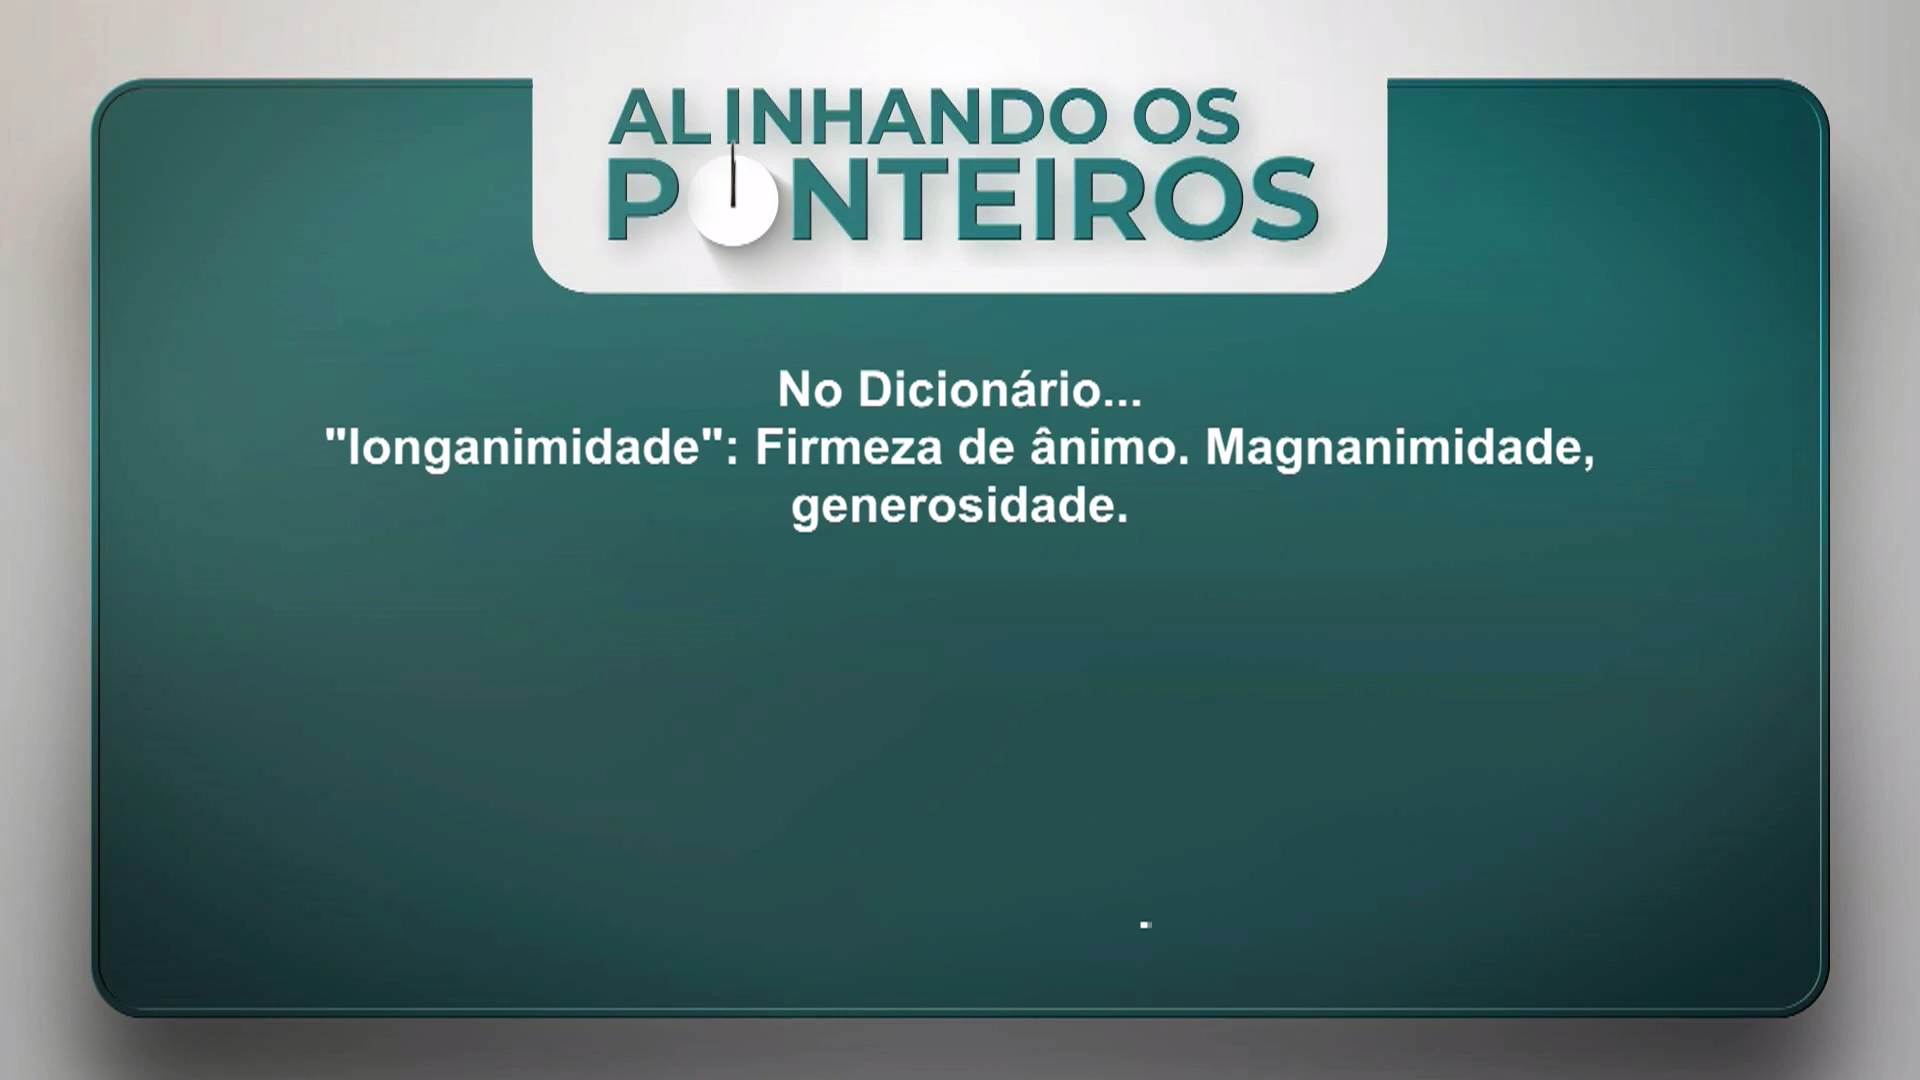 ALINHANDO OS
PONTEIROS
No Dicionário...
"longanimidade": Firmeza de ânimo. Magnanimidade,
generosidade.